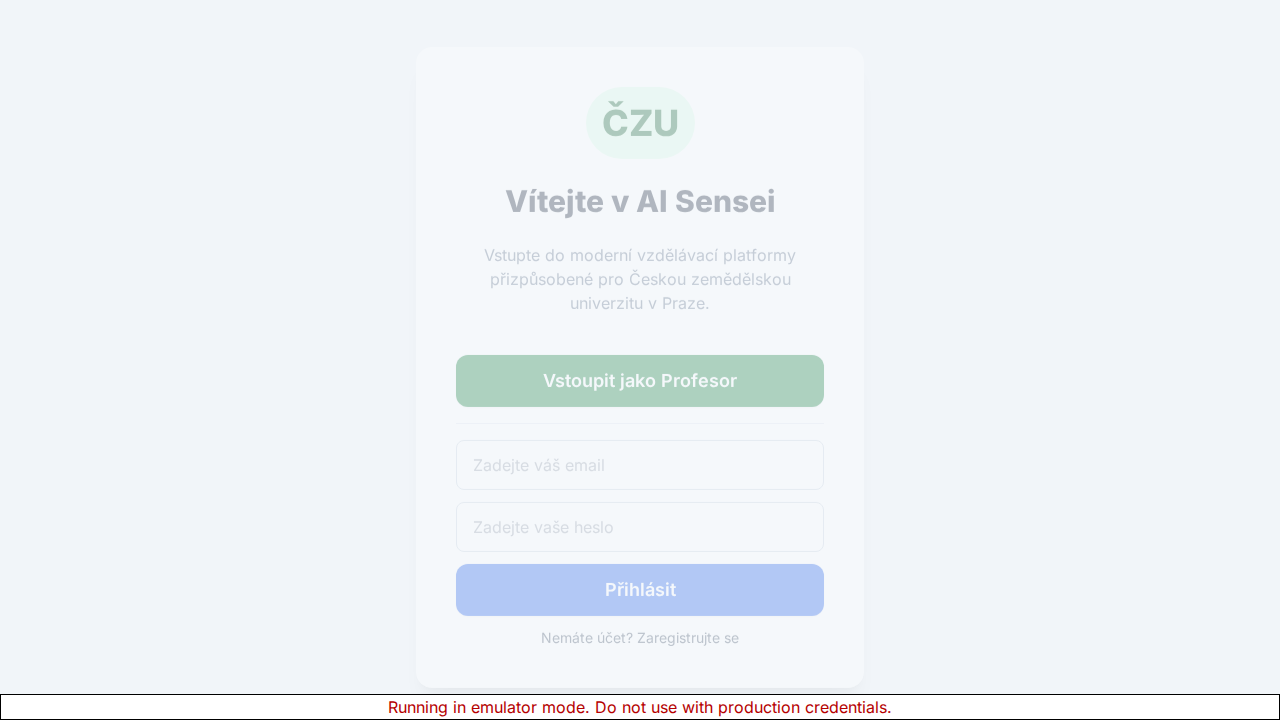 ČZU
Vítejte v AI Sensei
Vstupte do moderní vzdělávací platformy
přizpůsobené pro Českou zemědělskou
univerzitu v Praze.
Vstoupit jako Profesor
Zadejte váš email
Zadejte vaše heslo
Přihlásit
Nemáte účet? Zaregistrujte se
Running in emulator mode. Do not use with production credentials.